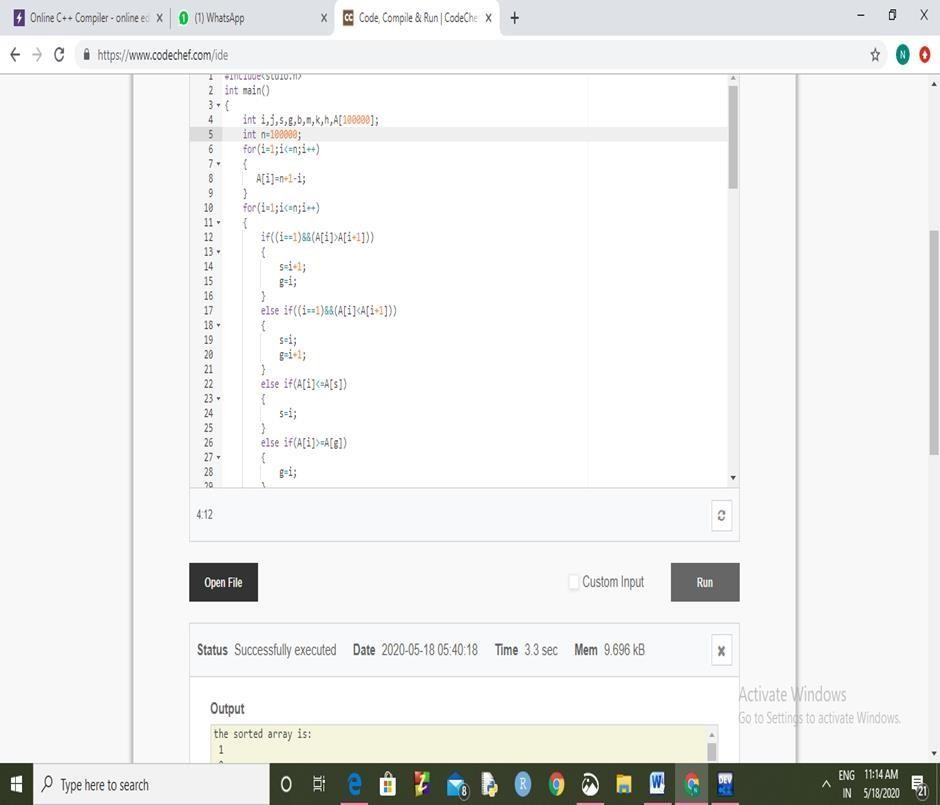 Online C++ Compiler - online ed
(1) WhatsApp
Code, Compile & Run | CodeChe
https://www.codechef.com/ide
1 #include<stdio.h>
2 int main()
3 {
4 int i,j,s,g,b,m,k,h,A[100000];
5 int n=100000;
6 for(i=1;i<=n;i++)
7 {
8 A[i]=n+1-i;
9 }
10 for(i=1;i<=n;i++)
11 {
12 if((i==1)&&(A[i]>A[i+1]))
13 {
14 s=i+1;
15 g=i;
16 }
17 else if((i==1)&&(A[i]<A[i+1]))
18 {
19 s=i;
20 g=i+1;
21 }
22 else if(A[i]<=A[s])
23 {
24 s=i;
25 }
26 else if(A[i]>=A[g])
27 {
28 g=i;
29 }
4:12
Open File
Custom Input
Run
Status Successfully executed Date 2020-05-18 05:40:18 Time 3.3 sec Mem 9.696 kB
Activate Windows
Go to Settings to activate Windows.
Output
the sorted array is:
1
Type here to search
ENG 11:14 AM
IN 5/18/2020
21